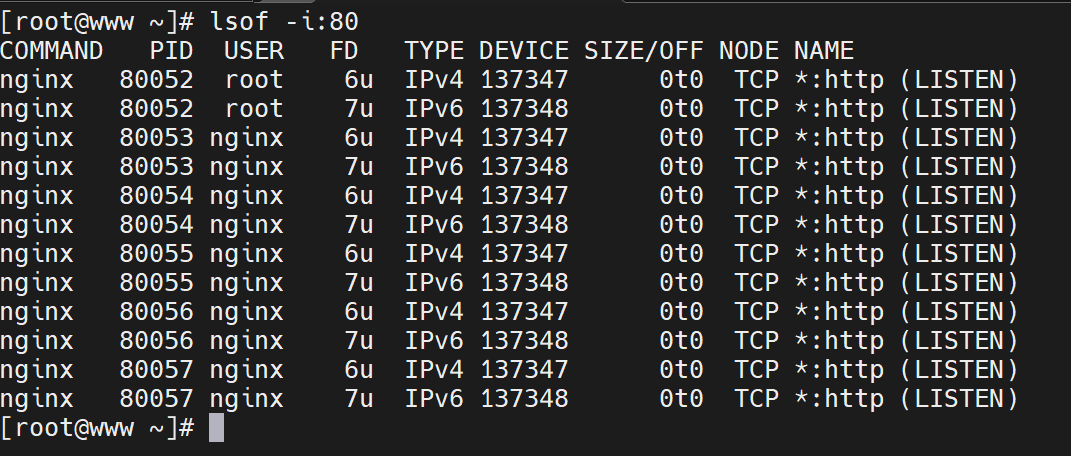 [root@www ~]# lsof -i:80
COMMAND   PID  USER   FD   TYPE DEVICE SIZE/OFF NODE NAME
nginx   80052  root    6u  IPv4 137347      0t0  TCP *:http (LISTEN)
nginx   80052  root    7u  IPv6 137348      0t0  TCP *:http (LISTEN)
nginx   80053 nginx    6u  IPv4 137347      0t0  TCP *:http (LISTEN)
nginx   80053 nginx    7u  IPv6 137348      0t0  TCP *:http (LISTEN)
nginx   80054 nginx    6u  IPv4 137347      0t0  TCP *:http (LISTEN)
nginx   80054 nginx    7u  IPv6 137348      0t0  TCP *:http (LISTEN)
nginx   80055 nginx    6u  IPv4 137347      0t0  TCP *:http (LISTEN)
nginx   80055 nginx    7u  IPv6 137348      0t0  TCP *:http (LISTEN)
nginx   80056 nginx    6u  IPv4 137347      0t0  TCP *:http (LISTEN)
nginx   80056 nginx    7u  IPv6 137348      0t0  TCP *:http (LISTEN)
nginx   80057 nginx    6u  IPv4 137347      0t0  TCP *:http (LISTEN)
nginx   80057 nginx    7u  IPv6 137348      0t0  TCP *:http (LISTEN)
[root@www ~]#